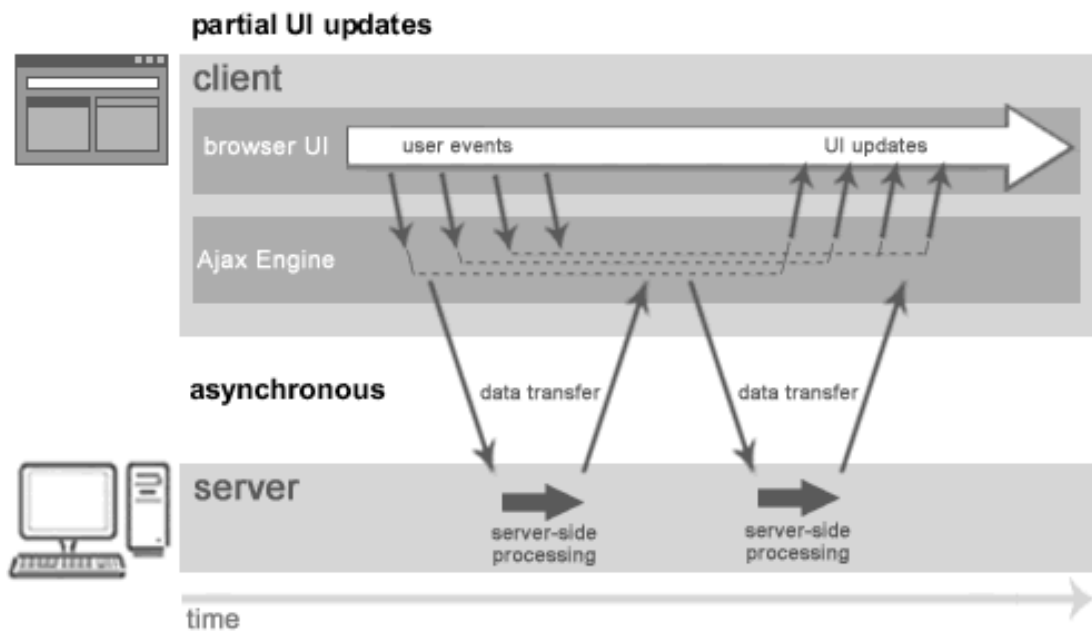 partial UI updates
client
browser UI
user events
UI updates
Ajax Engine
asynchronous
data transfer
data transfer
server
server-side
processing
server-side
processing
time